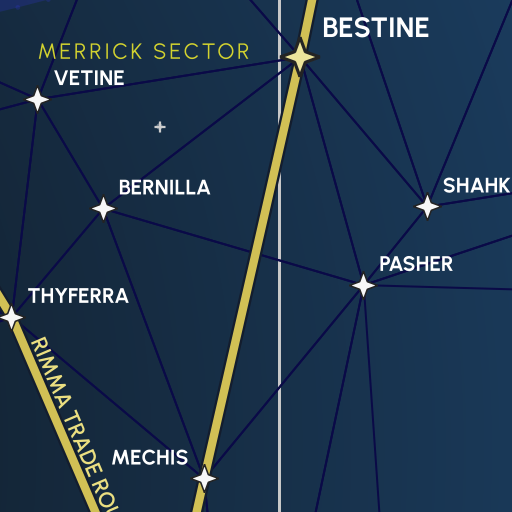 BESTINE
MERRICK SECTOR
VETINE
BERNILLA
SHAHK
PASHER
THYFERRA
RIMMA TRADE ROU
MECHIS